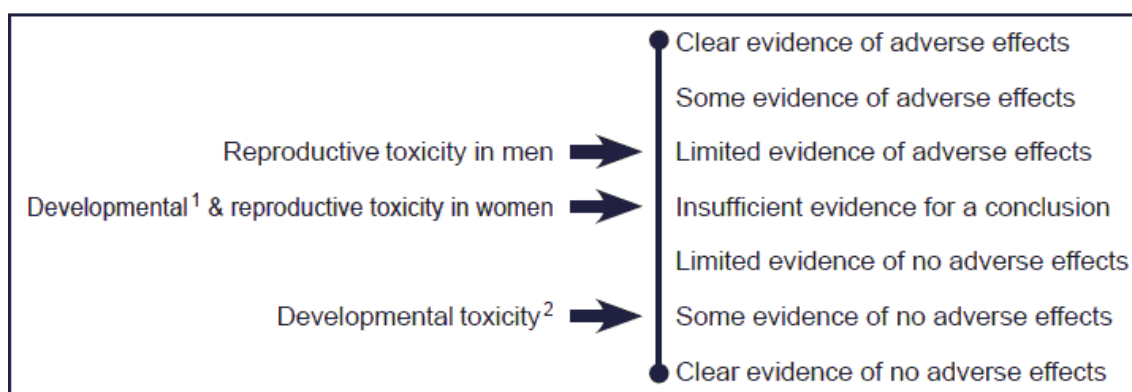 Clear evidence of adverse effects
Some evidence of adverse effects
Reproductive toxicity in men
Limited evidence of adverse effects
Developmental¹ & reproductive toxicity in women
Insufficient evidence for a conclusion
Limited evidence of no adverse effects
Developmental toxicity²
Some evidence of no adverse effects
Clear evidence of no adverse effects